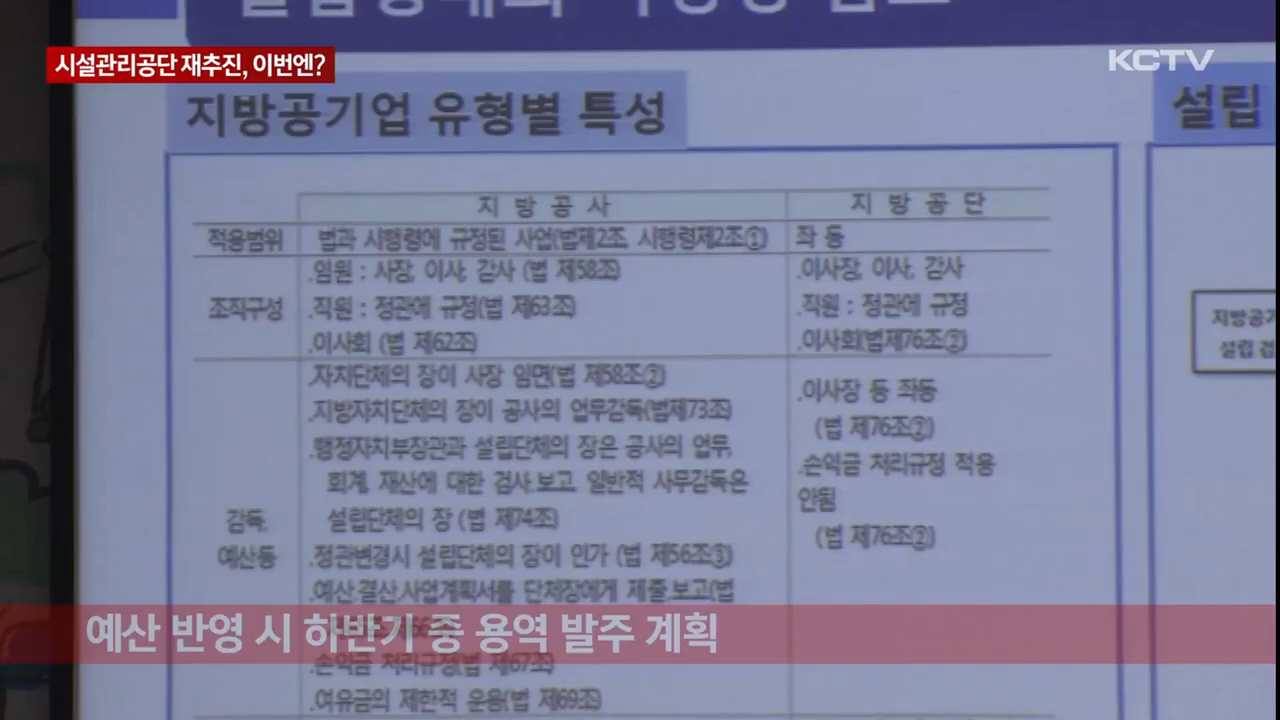 시설관리공단 재추진, 이번엔?
KCTV
지방공기업 유형별 특성
설립
지 방 공 사
지 방 공 단
적용범위
법과 시행령에 규정된 사업(법제2조, 시행령제2조①)
좌 동
조직구성
.임원 : 사장, 이사, 감사 (법 제58조)
.직원 : 정관에 규정(법 제63조)
.이사회 (법 제62조)
.이사장, 이사, 감사
.직원 : 정관에 규정
.이사회(법제76조②)
감독,
예산등
.자치단체의 장이 사장 임면(법 제58조②)
.지방자치단체의 장이 공사의 업무감독(법제73조)
.행정자치부장관과 설립단체의 장은 공사의 업무,
회계, 재산에 대한 검사.보고. 일반적 사무감독은
설립단체의 장 (법 제74조)
.정관변경시 설립단체의 장이 인가 (법 제56조③)
.예산.결산.사업계획서를 단체장에게 제출.보고(법
.손익금 처리규정(법 제67조)
.여유금의 제한적 운용(법 제69조)
.이사장 등 좌동
(법 제76조②)
.손익금 처리규정 적용
안됨
(법 제76조②)
지방공기
설립 검
예산 반영 시 하반기 중 용역 발주 계획